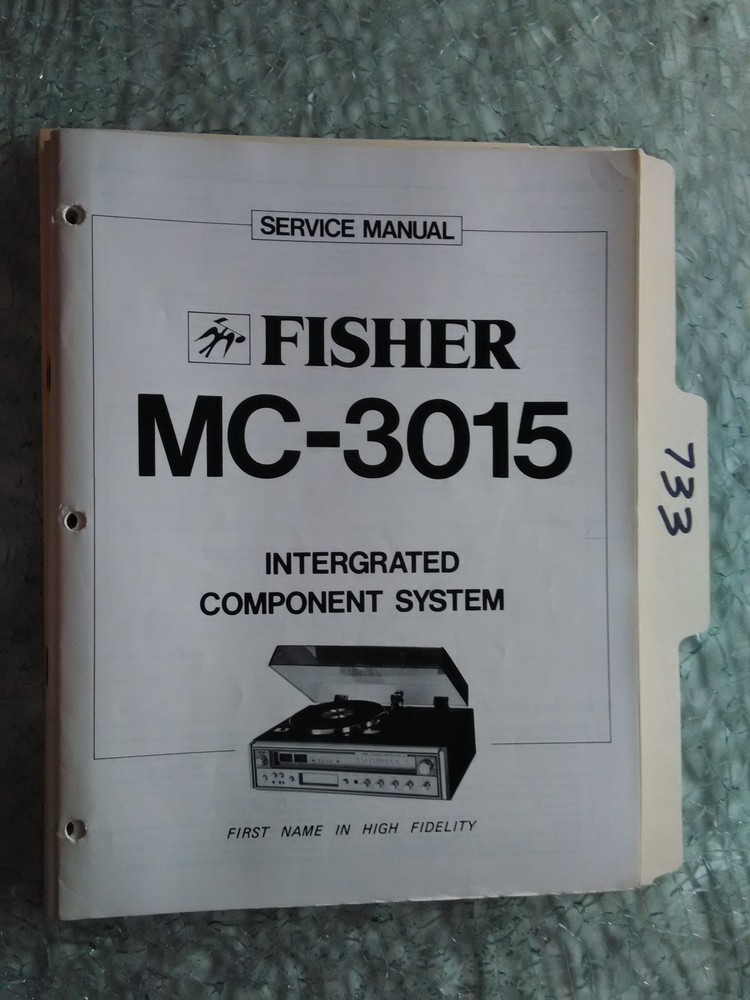 SERVICE MANUAL
FISHER
MC-3015
INTERGRATED
COMPONENT SYSTEM
FIRST NAME IN HIGH FIDELITY
733